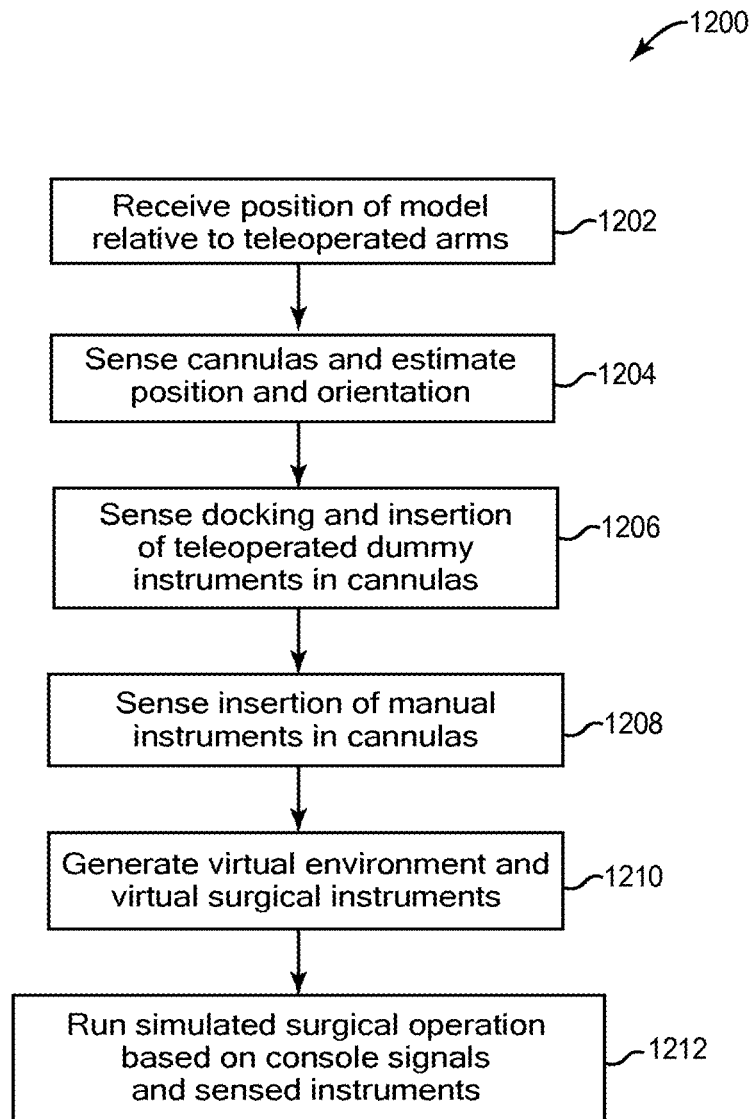 1200
Receive position of model
relative to teleoperated arms
1202
Sense cannulas and estimate
position and orientation
1204
Sense docking and insertion
of teleoperated dummy
instruments in cannulas
1206
Sense insertion of manual
instruments in cannulas
1208
Generate virtual environment and
virtual surgical instruments
1210
Run simulated surgical operation
based on console signals
and sensed instruments
1212